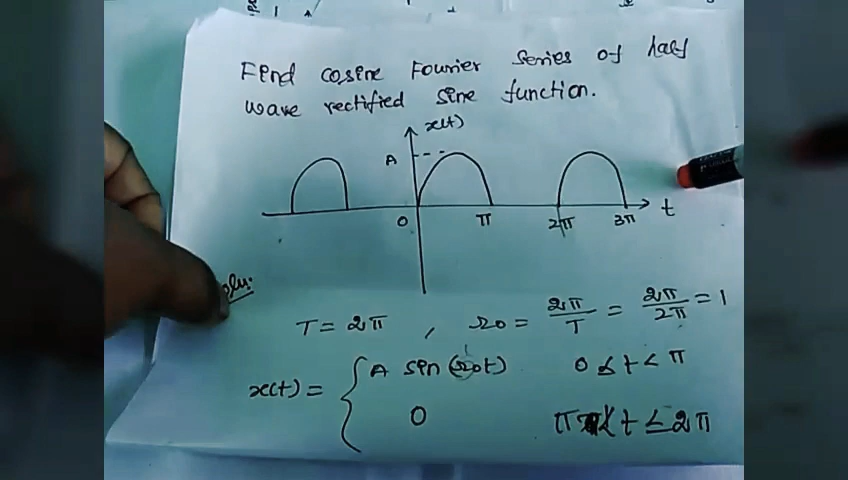 Find cosine Fourier Series of half
wave rectified sine function.
x(t)
A
0 π 2π 3π t
Soln:
T = 2π , Ω0 = 2π/T = 2π/2π = 1
x(t) = { A sin(Ω0t) 0 ≤ t < π
0 π < t ≤ 2π